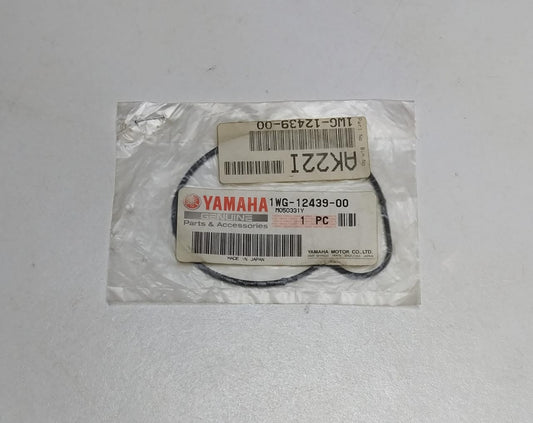 1WG-12439-00
AK22I
YAMAHA
GENUINE
Parts & Accessories
1WG-12439-00
M050331Y
1 PC
MADE IN JAPAN
YAMAHA MOTOR CO.,LTD.